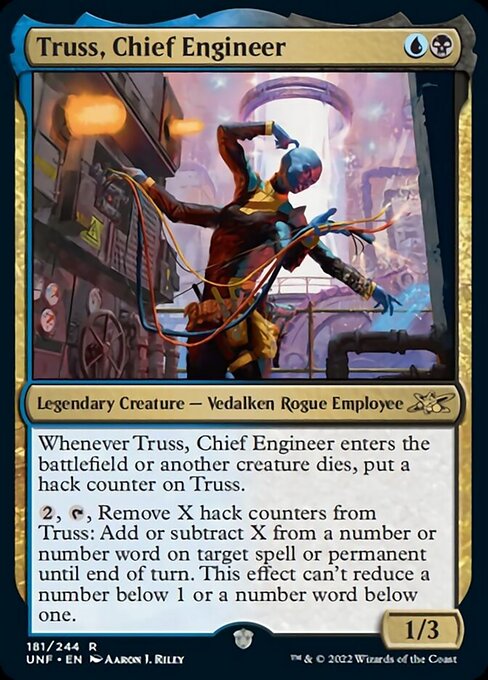 Truss, Chief Engineer
Legendary Creature — Vedalken Rogue Employee
Whenever Truss, Chief Engineer enters the
battlefield or another creature dies, put a
hack counter on Truss.
2, , Remove X hack counters from
Truss: Add or subtract X from a number or
number word on target spell or permanent
until end of turn. This effect can't reduce a
number below 1 or a number word below
one.
1/3
181/244 R
UNF • EN Aaron J. Riley
™ & © 2022 Wizards of the Coast